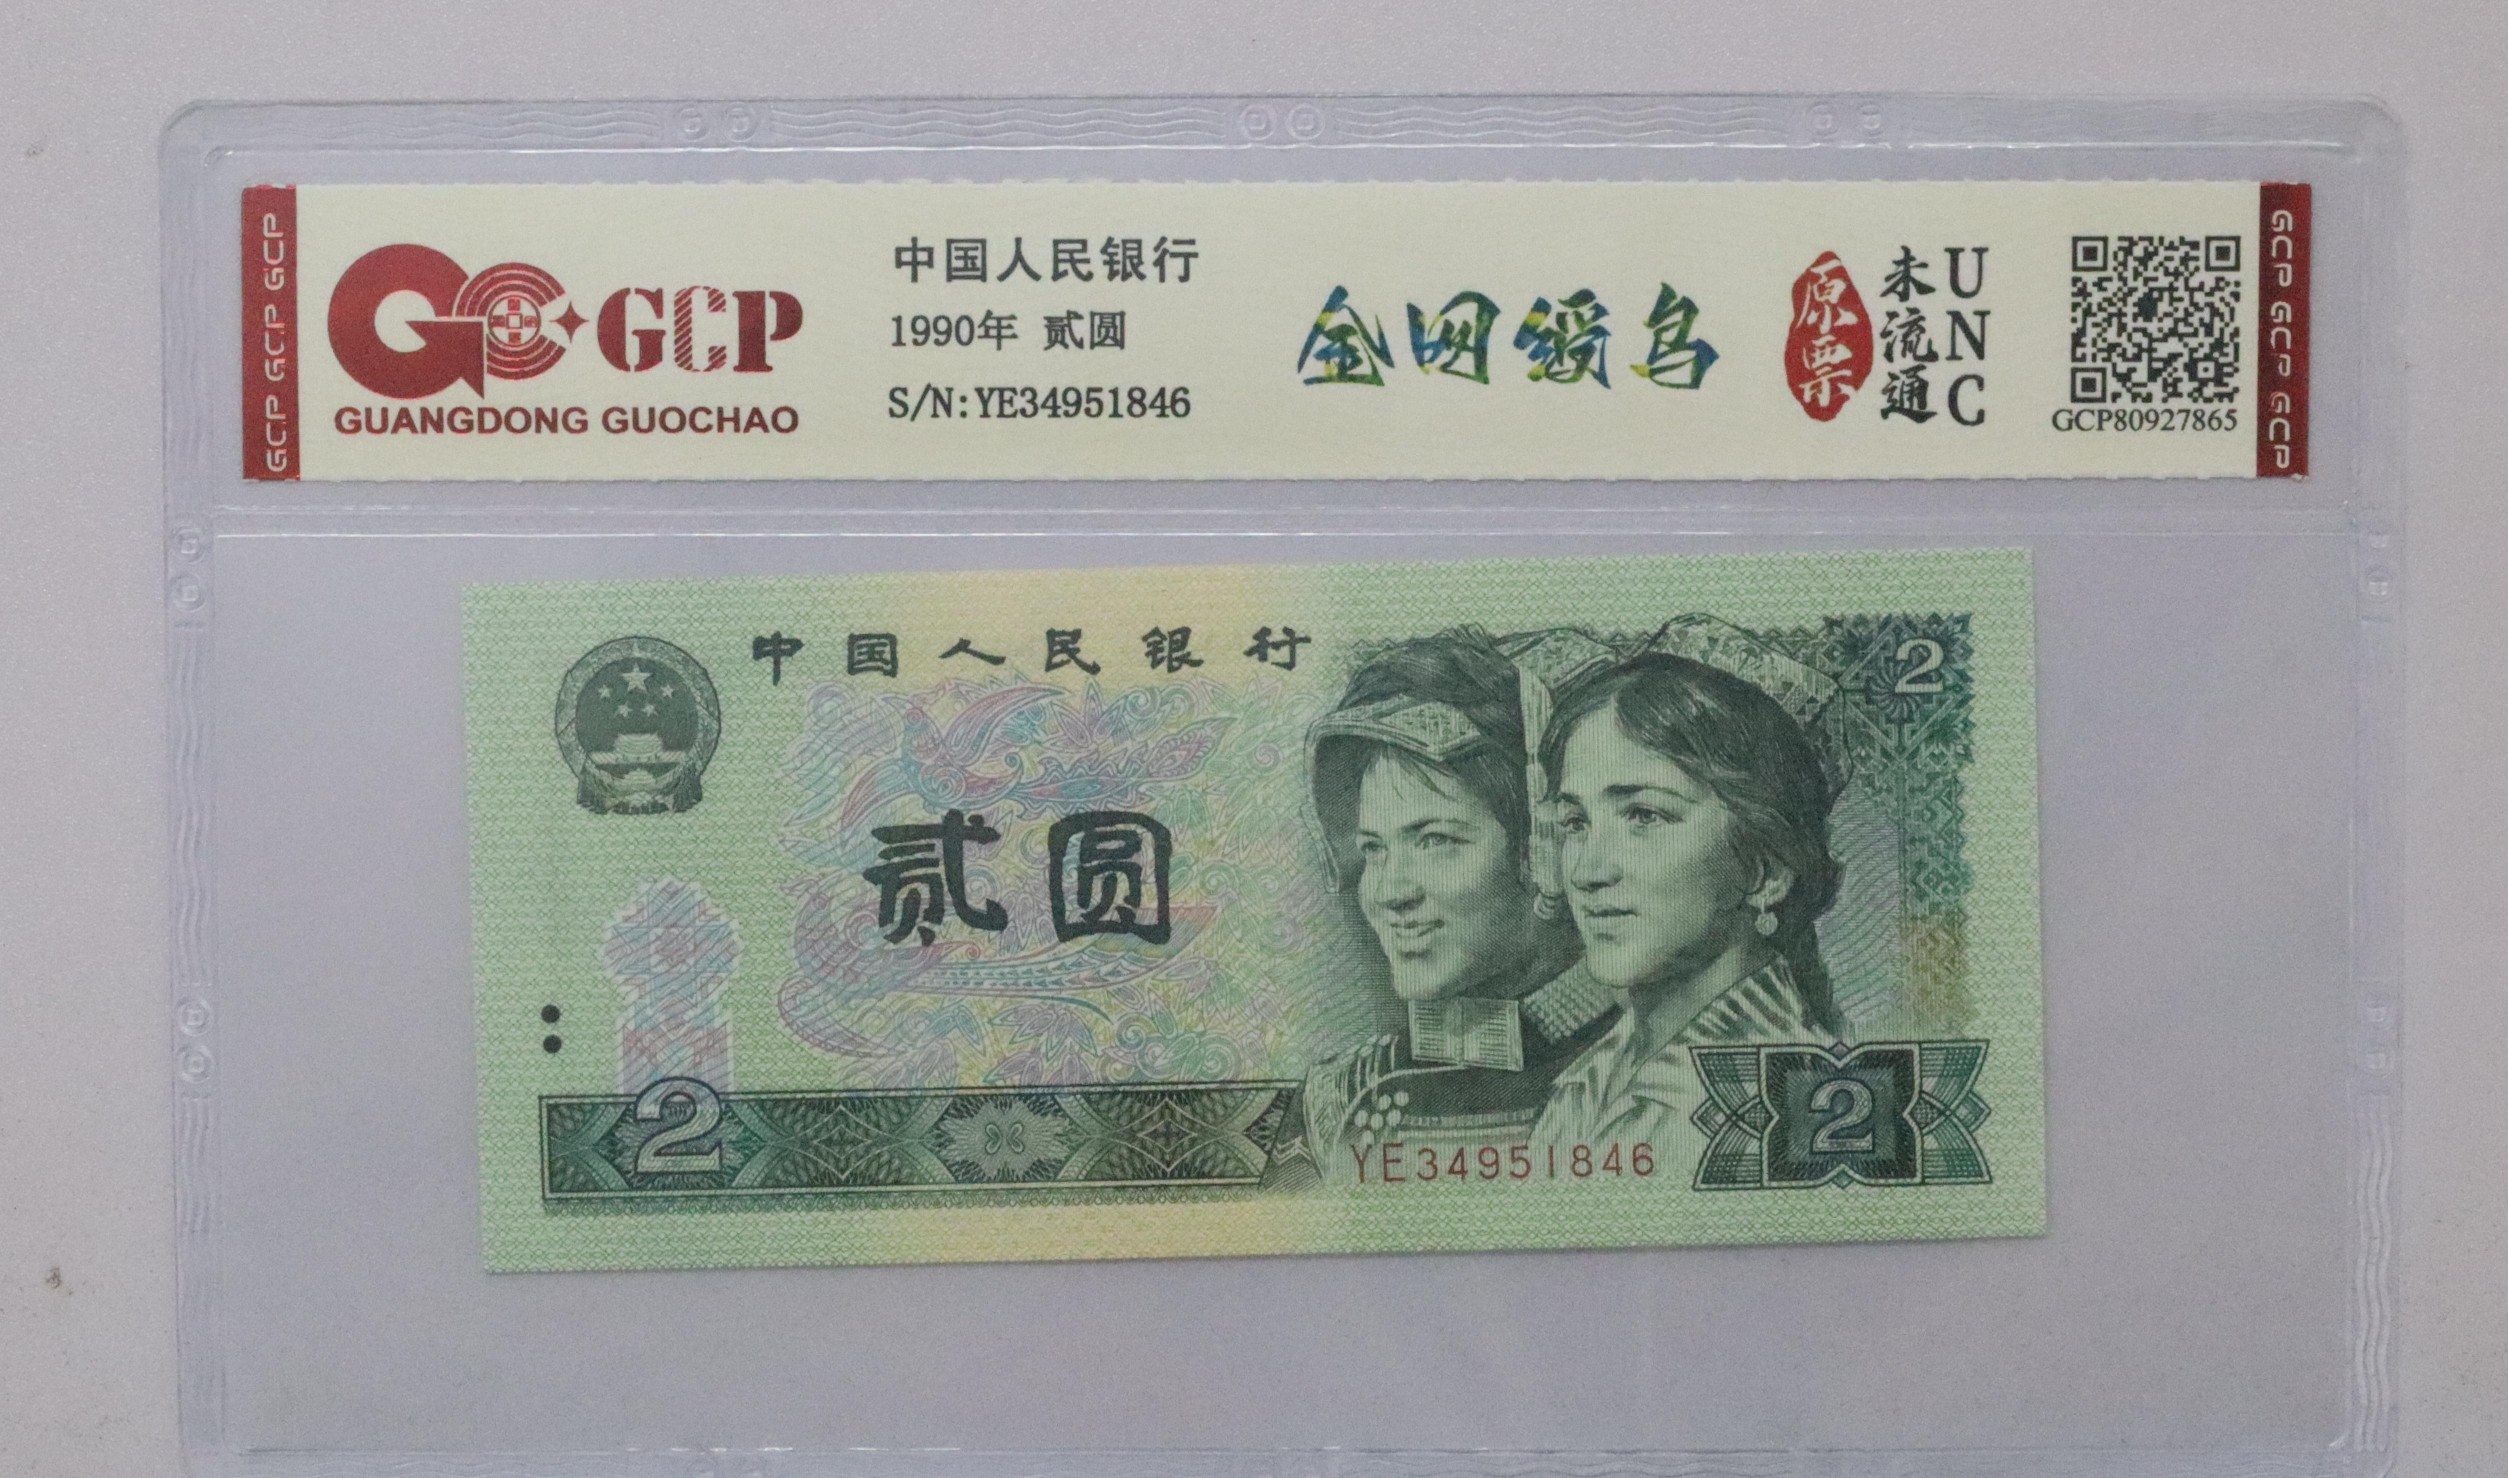 GCP GCP GCP
GCP
GUANGDONG GUOCHAO
中国人民银行
1990年 贰圆
S/N:YE34951846
金网绶鸟
原票
未流通
UNC
GCP80927865
GCP GCP GCP
中国人民银行
2
贰圆
2
YE34951846
2